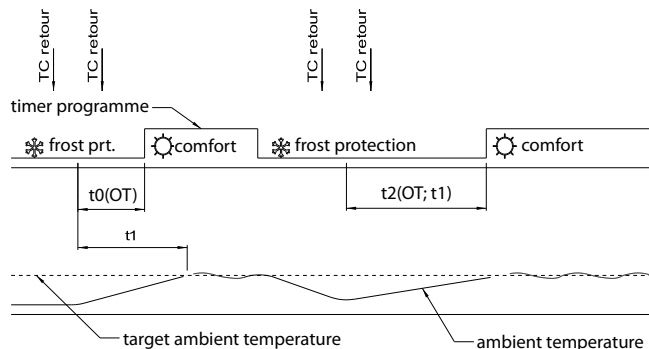 TC retour
TC retour
TC retour
TC retour
timer programme
frost prt.
comfort
frost protection
comfort
t0(OT)
t2(OT; t1)
t1
target ambient temperature
ambient temperature